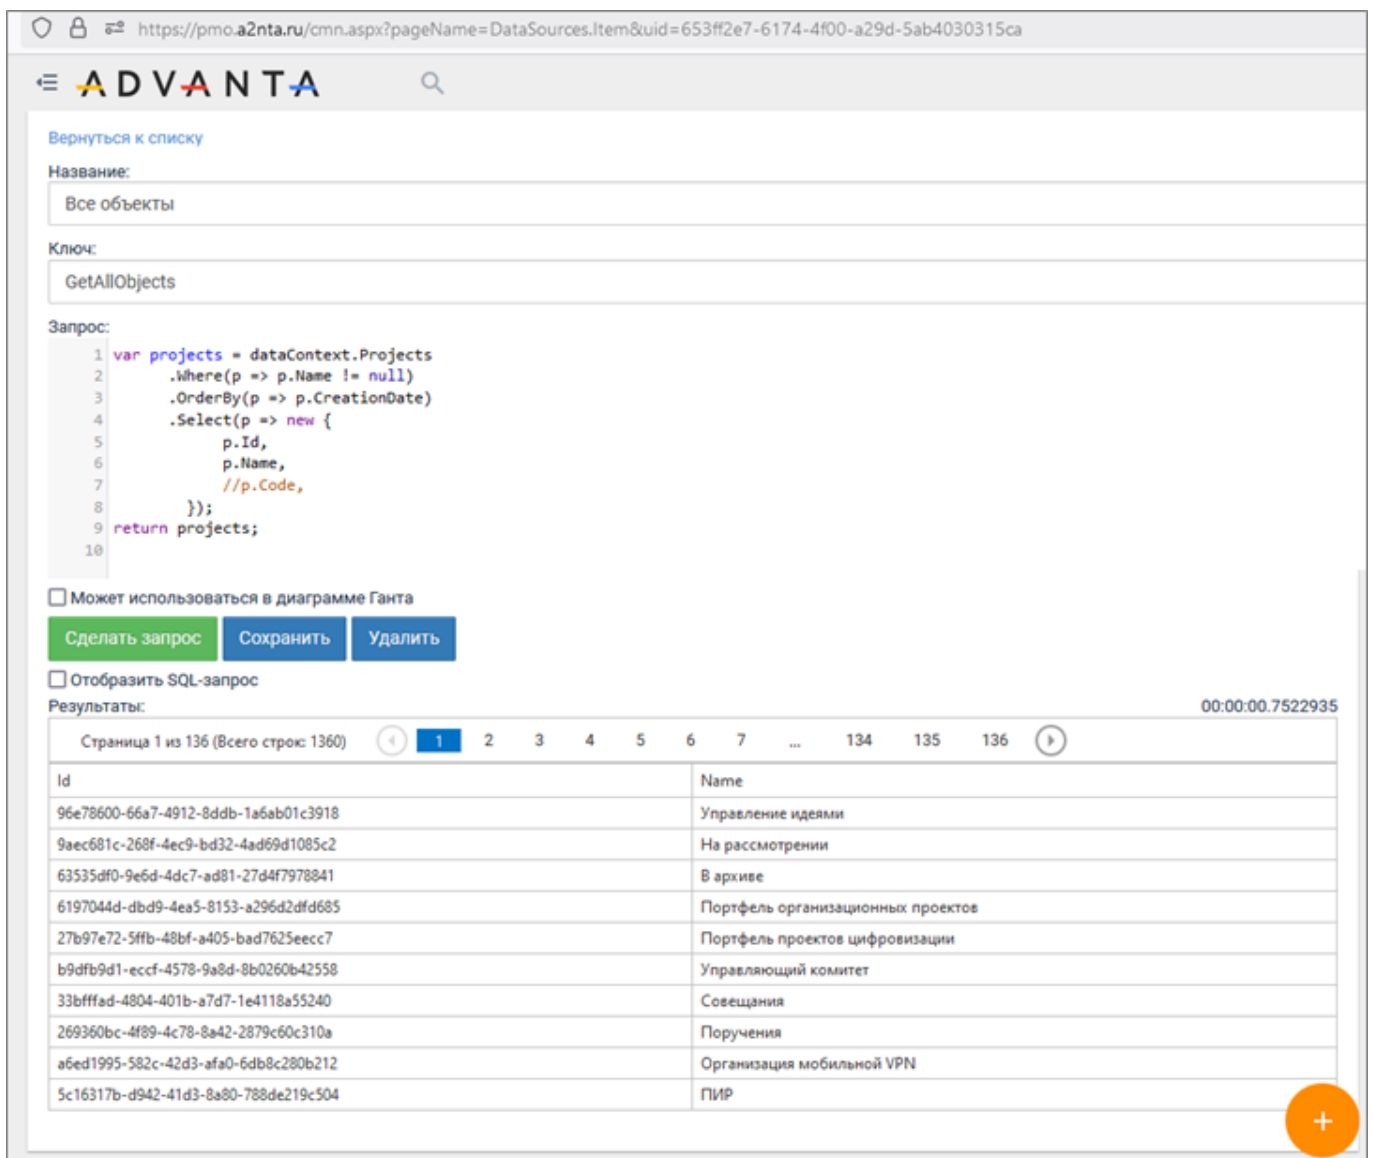 https://pmo.a2nta.ru/cmn.aspx?pageName=DataSources.Item&uid=653ff2e7-6174-4f00-a29d-5ab4030315ca
ADVANTA
Вернуться к списку
Название:
Все объекты
Ключ:
GetAllObjects
Запрос:
1 var projects = dataContext.Projects
2 .Where(p => p.Name != null)
3 .OrderBy(p => p.CreationDate)
4 .Select(p => new {
5 p.Id,
6 p.Name,
7 //p.Code,
8 });
9 return projects;
10
Может использоваться в диаграмме Ганта
Сделать запрос Сохранить Удалить
Отобразить SQL-запрос
Результаты: 00:00:00.7522935
Страница 1 из 136 (Всего строк: 1360) 1 2 3 4 5 6 7 ... 134 135 136
Id Name
96e78600-66a7-4912-8ddb-1a6ab01c3918 Управление идеями
9aec681c-268f-4ec9-bd32-4ad69d1085c2 На рассмотрении
63535df0-9e6d-4dc7-ad81-27d4f7978841 В архиве
6197044d-dbd9-4ea5-8153-a296d2dfd685 Портфель организационных проектов
27b97e72-5ffb-48bf-a405-bad7625eecc7 Портфель проектов цифровизации
b9dfb9d1-eccf-4578-9a8d-8b0260b42558 Управляющий комитет
33bfffad-4804-401b-a7d7-1e4118a55240 Совещания
269360bc-4f89-4c78-8a42-2879c60c310a Поручения
a6ed1995-582c-42d3-afa0-6db8c280b212 Организация мобильной VPN
5c16317b-d942-41d3-8a80-788de219c504 ПИР
+